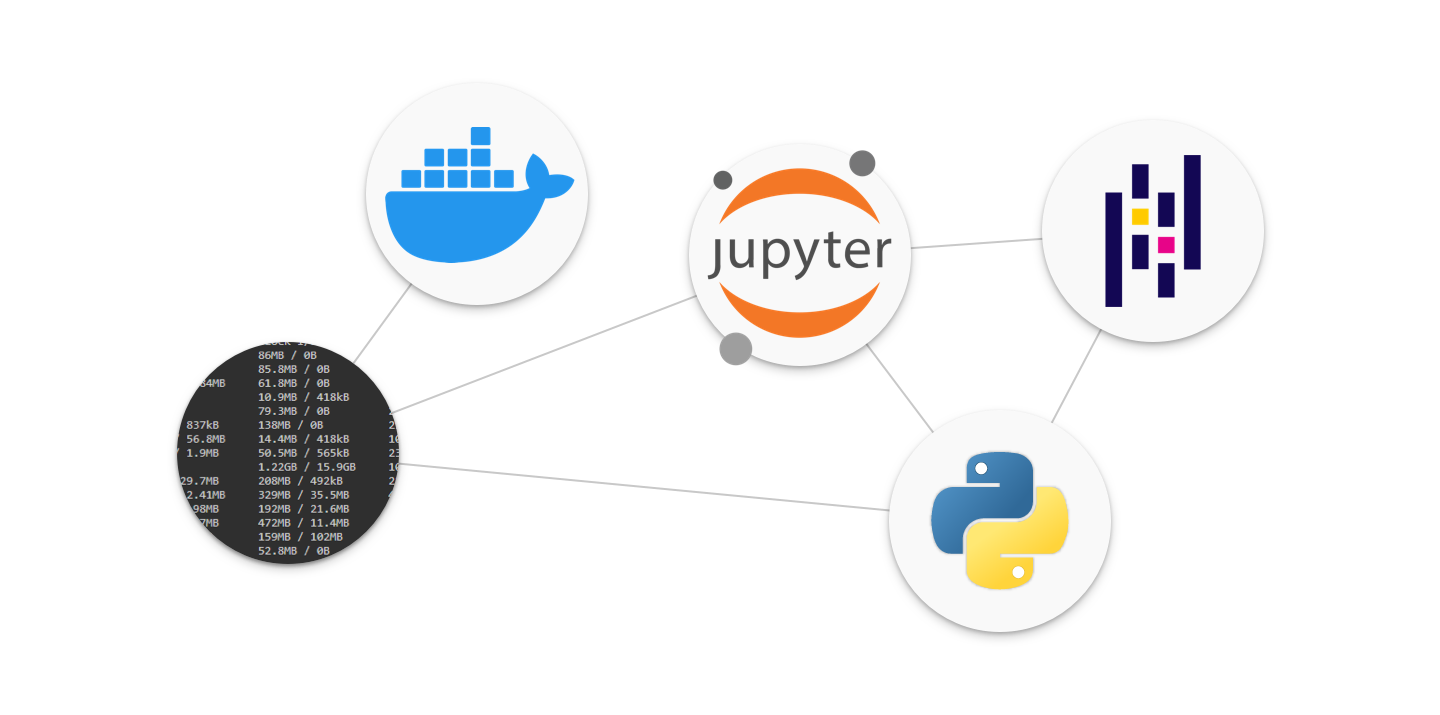 jupyter
86MB / 0B
85.8MB / 0B
84MB 61.8MB / 0B
10.9MB / 418kB
79.3MB / 0B
837kB 138MB / 0B
56.8MB 14.4MB / 418kB
/ 1.9MB 50.5MB / 565kB
1.22GB / 15.9GB
29.7MB 208MB / 492kB
2.41MB 329MB / 35.5MB
98MB 192MB / 21.6MB
7MB 472MB / 11.4MB
159MB / 102MB
52.8MB / 0B